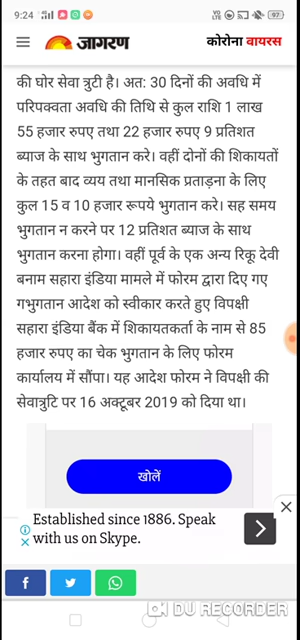 9:24
97
जागरण
कोरोना वायरस
की घोर सेवा त्रुटी है। अत: 30 दिनों की अवधि में
परिपक्वता अवधि की तिथि से कुल राशि 1 लाख
55 हजार रुपए तथा 22 हजार रुपए 9 प्रतिशत
ब्याज के साथ भुगतान करे। वहीं दोनों की शिकायतों
के तहत बाद व्यय तथा मानसिक प्रताड़ना के लिए
कुल 15 व 10 हजार रूपये भुगतान करे। सह समय
भुगतान न करने पर 12 प्रतिशत ब्याज के साथ
भुगतान करना होगा। वहीं पूर्व के एक अन्य रिकू देवी
बनाम सहारा इंडिया मामले में फोरम द्वारा दिए गए
गभुगतान आदेश को स्वीकार करते हुए विपक्षी
सहारा इंडिया बैंक में शिकायतकर्ता के नाम से 85
हजार रुपए का चेक भुगतान के लिए फोरम
कार्यालय में सौंपा। यह आदेश फोरम ने विपक्षी की
सेवात्रुटि पर 16 अक्टूबर 2019 को दिया था।
खोलें
Established since 1886. Speak
with us on Skype.
DU RECORDER